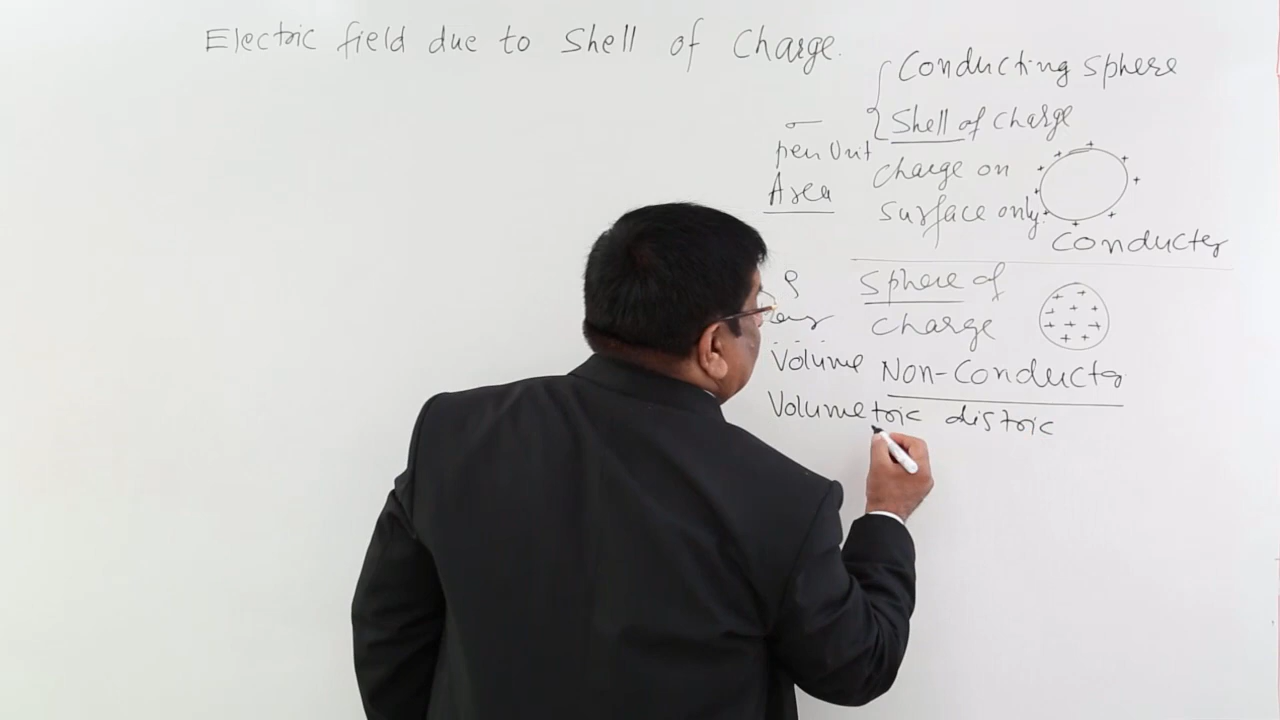 Electric field due to Shell of Charge.
Conducting sphere
Shell of charge
σ
per Unit
Area
charge on
surface only.
Conductor
ρ
sphere of
charge
Volume Non-Conductor
Volumetric distric